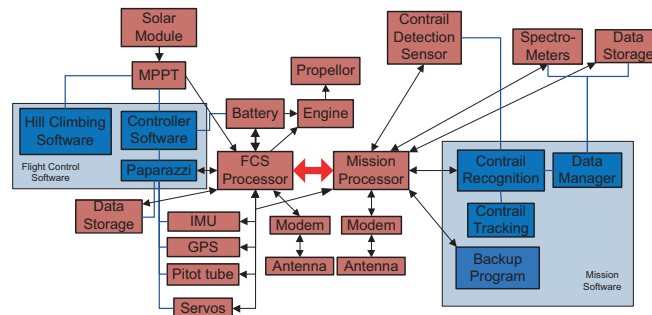 Solar
Module
MPPT
Contrail
Detection
Sensor
Spectro-
Meters
Data
Storage
Propellor
Battery
Engine
Hill Climbing
Software
Controller
Software
Flight Control
Software
Paparazzi
FCS
Processor
Mission
Processor
Contrail
Recognition
Data
Manager
Contrail
Tracking
Backup
Program
Mission
Software
Data
Storage
IMU
GPS
Pitot tube
Servos
Modem
Antenna
Modem
Antenna